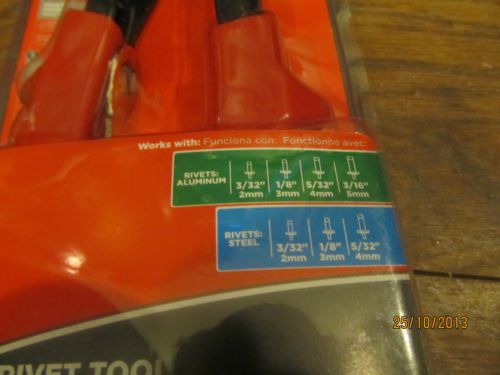 Works with: Funciona con: Fonctionne avec:
RIVETS: ALUMINUM
3/32" 1/8" 5/32" 3/16"
2mm 3mm 4mm 5mm
RIVETS: STEEL
3/32" 1/8" 5/32"
2mm 3mm 4mm
25/10/2013
RIVET TOOL